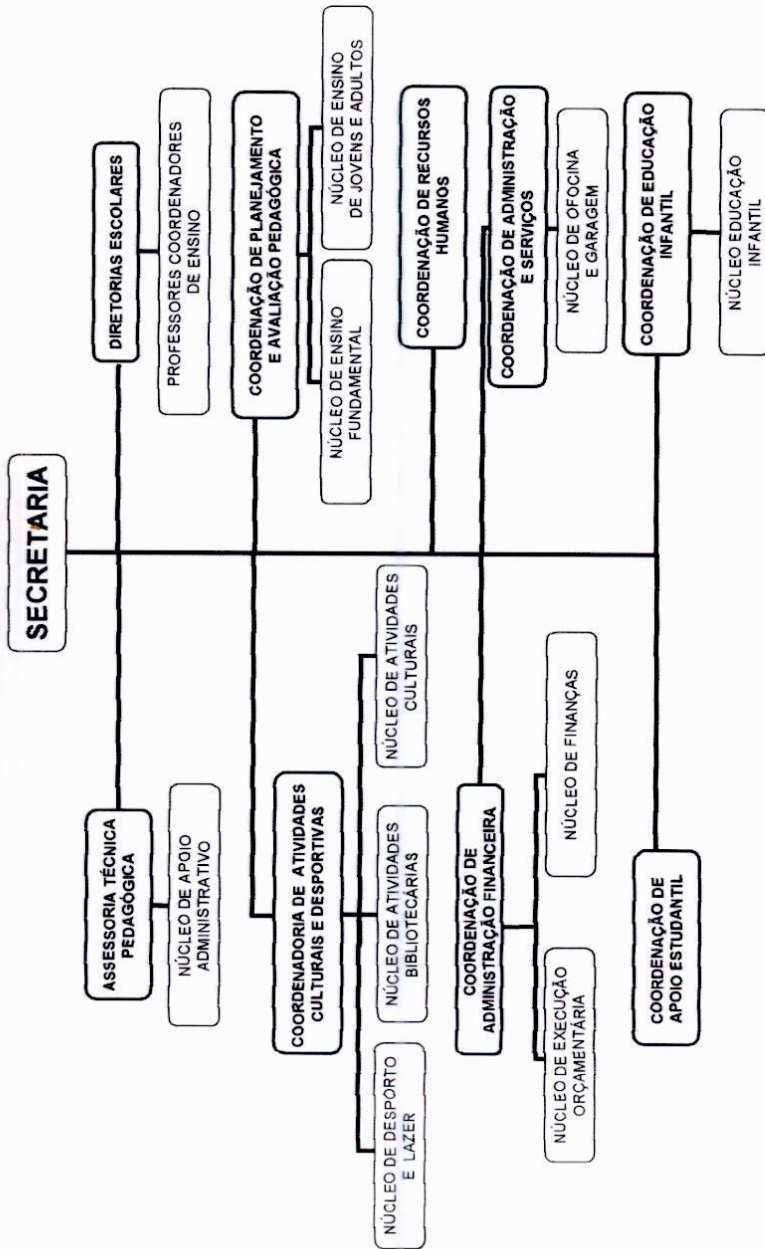 SECRETARIA
ASSESSORIA TÉCNICA
PEDAGÓGICA
NÚCLEO DE APOIO
ADMINISTRATIVO
DIRETORIAS ESCOLARES
PROFESSORES COORDENADORES
DE ENSINO
COORDENADORIA DE ATIVIDADES
CULTURAIS E DESPORTIVAS
NÚCLEO DE DESPORTO
E LAZER
NÚCLEO DE ATIVIDADES
BIBLIOTECÁRIAS
NÚCLEO DE ATIVIDADES
CULTURAIS
COORDENAÇÃO DE PLANEJAMENTO
E AVALIAÇÃO PEDAGÓGICA
NÚCLEO DE ENSINO
FUNDAMENTAL
NÚCLEO DE ENSINO
DE JOVENS E ADULTOS
COORDENAÇÃO DE RECURSOS
HUMANOS
COORDENAÇÃO DE
ADMINISTRAÇÃO FINANCEIRA
NÚCLEO DE EXECUÇÃO
ORÇAMENTÁRIA
NÚCLEO DE FINANÇAS
COORDENAÇÃO DE ADMINISTRAÇÃO
E SERVIÇOS
NÚCLEO DE OFOCINA
E GARAGEM
COORDENAÇÃO DE
APOIO ESTUDANTIL
COORDENAÇÃO DE EDUCAÇÃO
INFANTIL
NÚCLEO EDUCAÇÃO
INFANTIL